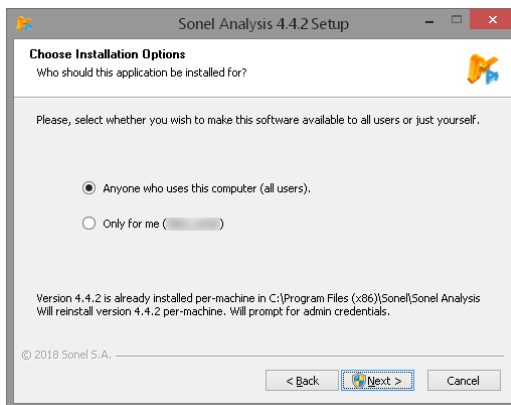 Sonel Analysis 4.4.2 Setup
Choose Installation Options
Who should this application be installed for?
Please, select whether you wish to make this software available to all users or just yourself.
Anyone who uses this computer (all users).
Only for me ( )
Version 4.4.2 is already installed per-machine in C:\Program Files (x86)\Sonel\Sonel Analysis
Will reinstall version 4.4.2 per-machine. Will prompt for admin credentials.
© 2018 Sonel S.A.
< Back
Next >
Cancel